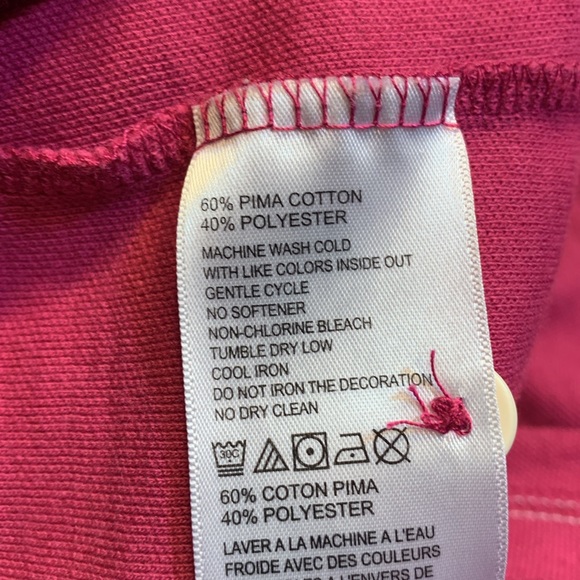 60% PIMA COTTON
40% POLYESTER
MACHINE WASH COLD
WITH LIKE COLORS INSIDE OUT
GENTLE CYCLE
NO SOFTENER
NON-CHLORINE BLEACH
TUMBLE DRY LOW
COOL IRON
DO NOT IRON THE DECORATION
NO DRY CLEAN
30C
60% COTON PIMA
40% POLYESTER
LAVER A LA MACHINE A L'EAU
FROIDE AVEC DES COULEURS
A L'ENVERS DE